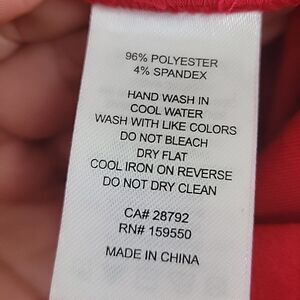 96% POLYESTER
4% SPANDEX
HAND WASH IN
COOL WATER
WASH WITH LIKE COLORS
DO NOT BLEACH
DRY FLAT
COOL IRON ON REVERSE
DO NOT DRY CLEAN
CA# 28792
RN# 159550
MADE IN CHINA